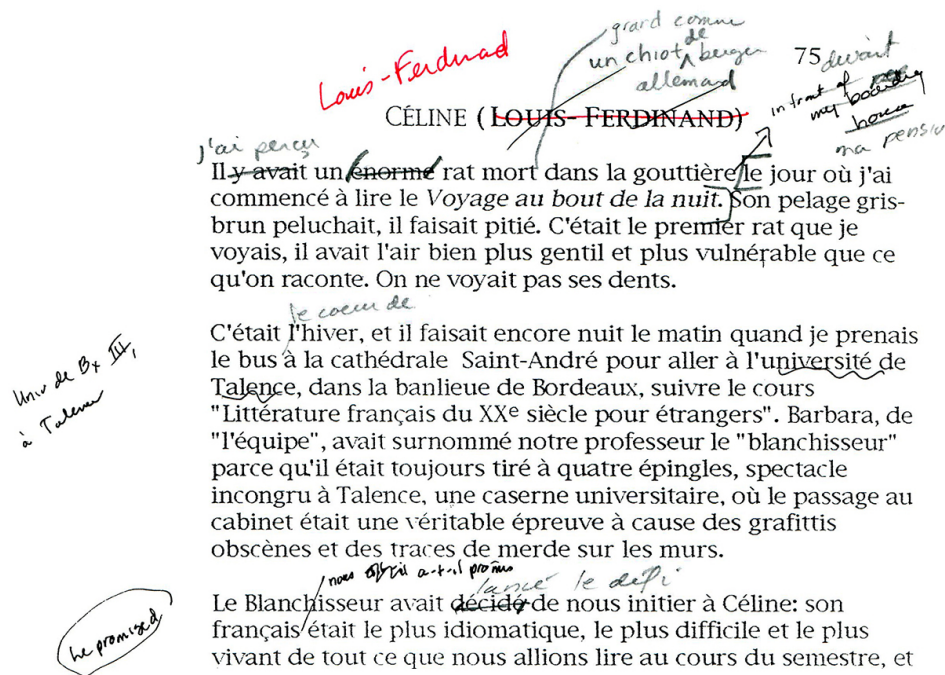 grand comme
un chiot de berger
allemand
75
Louis-Ferdnad
devant
in front of
my boarding
house
ma pensio
CÉLINE (LOUIS- FERDINAND)
j'ai perçu
Il y avait un énorme rat mort dans la gouttière le jour où j'ai
commencé à lire le Voyage au bout de la nuit. Son pelage gris-
brun peluchait, il faisait pitié. C'était le premier rat que je
voyais, il avait l'air bien plus gentil et plus vulnérable que ce
qu'on raconte. On ne voyait pas ses dents.
le coeur de
C'était l'hiver, et il faisait encore nuit le matin quand je prenais
le bus à la cathédrale Saint-André pour aller à l'université de
Talence, dans la banlieue de Bordeaux, suivre le cours
"Littérature français du XXe siècle pour étrangers". Barbara, de
"l'équipe", avait surnommé notre professeur le "blanchisseur"
parce qu'il était toujours tiré à quatre épingles, spectacle
incongru à Talence, une caserne universitaire, où le passage au
cabinet était une véritable épreuve à cause des grafittis
obscènes et des traces de merde sur les murs.
Univ de Bx III,
à Talence
nous a-t-il promis
lancé le défi
Le Blanchisseur avait décidé de nous initier à Céline: son
français était le plus idiomatique, le plus difficile et le plus
vivant de tout ce que nous allions lire au cours du semestre, et
he promised